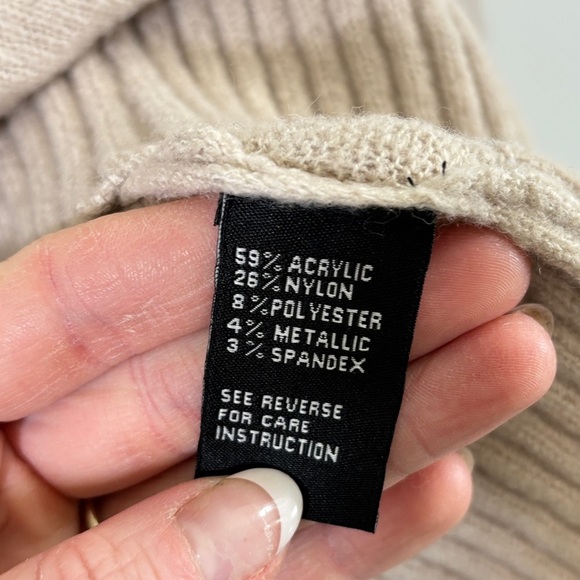 59% ACRYLIC
26% NYLON
8% POLYESTER
4% METALLIC
3% SPANDEX
SEE REVERSE
FOR CARE
INSTRUCTION